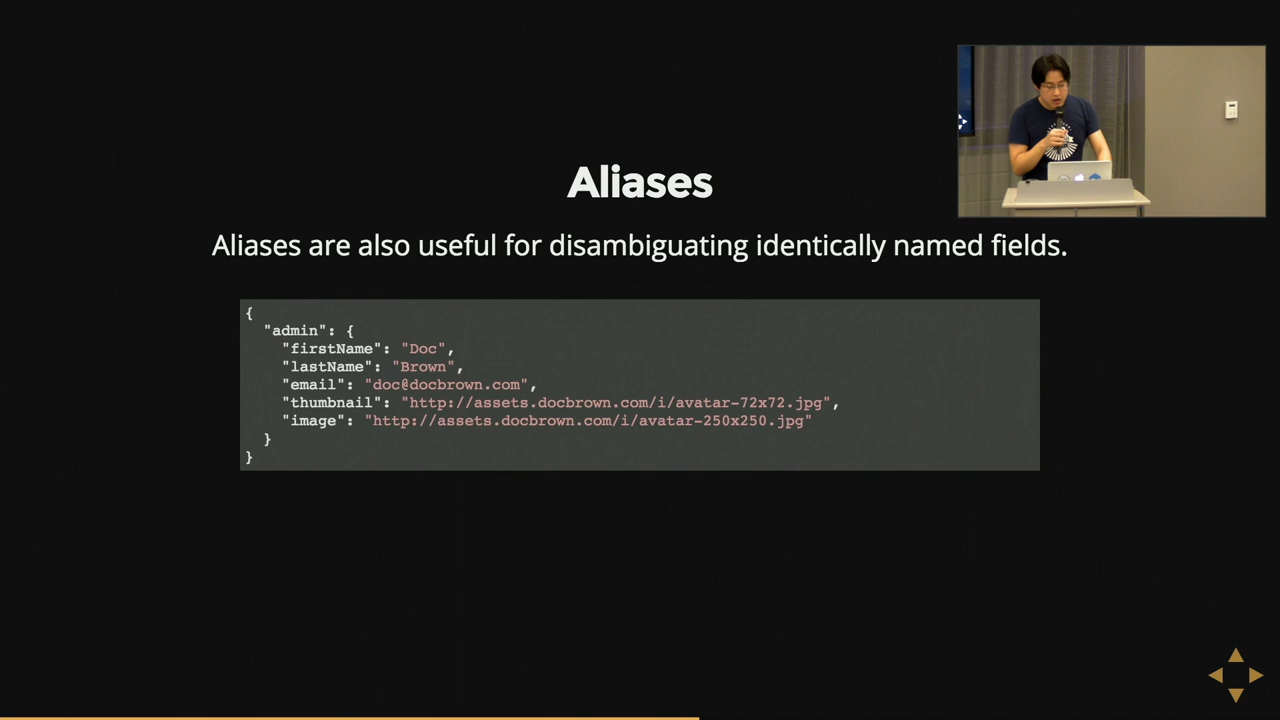 Aliases
Aliases are also useful for disambiguating identically named fields.
{
  "admin": {
    "firstName": "Doc",
    "lastName": "Brown",
    "email": "doc@docbrown.com",
    "thumbnail": "http://assets.docbrown.com/i/avatar-72x72.jpg",
    "image": "http://assets.docbrown.com/i/avatar-250x250.jpg"
  }
}